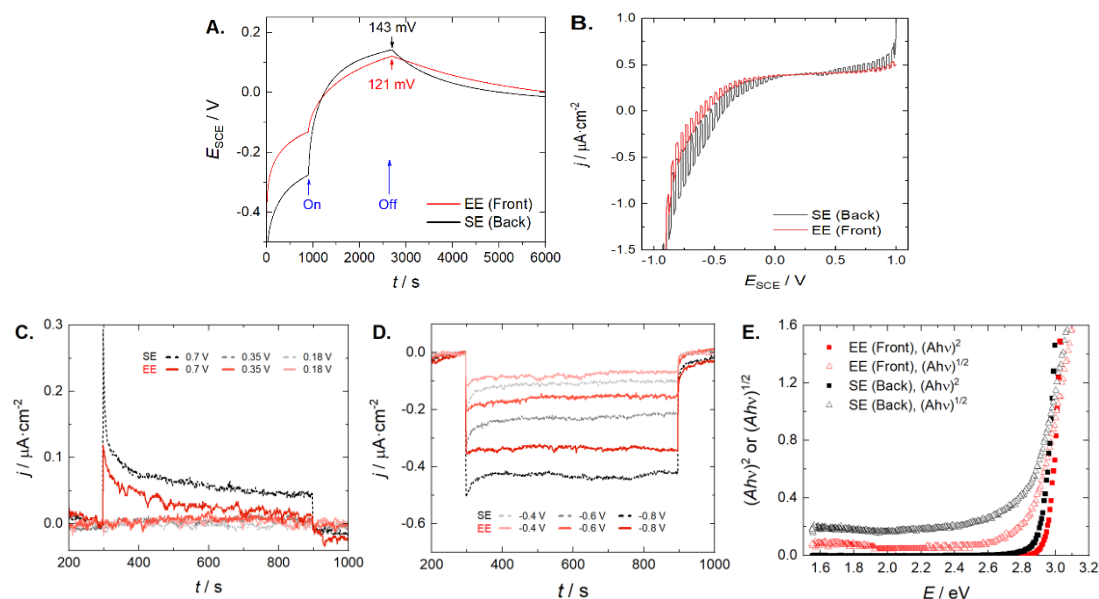 A.
0.2
0.0
-0.2
-0.4
E_SCE / V
143 mV
121 mV
On
Off
EE (Front)
SE (Back)
0 1000 2000 3000 4000 5000 6000
t / s
B.
1.0
0.5
0.0
-0.5
-1.0
-1.5
j / µA·cm⁻²
SE (Back)
EE (Front)
-1.0 -0.5 0.0 0.5 1.0
E_SCE / V
C.
0.3
0.2
0.1
0.0
j / µA·cm⁻²
SE 0.7 V 0.35 V 0.18 V
EE 0.7 V 0.35 V 0.18 V
200 400 600 800 1000
t / s
D.
0.0
-0.2
-0.4
-0.6
j / µA·cm⁻²
SE -0.4 V -0.6 V -0.8 V
EE -0.4 V -0.6 V -0.8 V
200 400 600 800 1000
t / s
E.
1.6
1.2
0.8
0.4
0.0
(Ahν)² or (Ahν)^1/2
EE (Front), (Ahν)²
EE (Front), (Ahν)^1/2
SE (Back), (Ahν)²
SE (Back), (Ahν)^1/2
1.6 1.8 2.0 2.2 2.4 2.6 2.8 3.0
E / eV